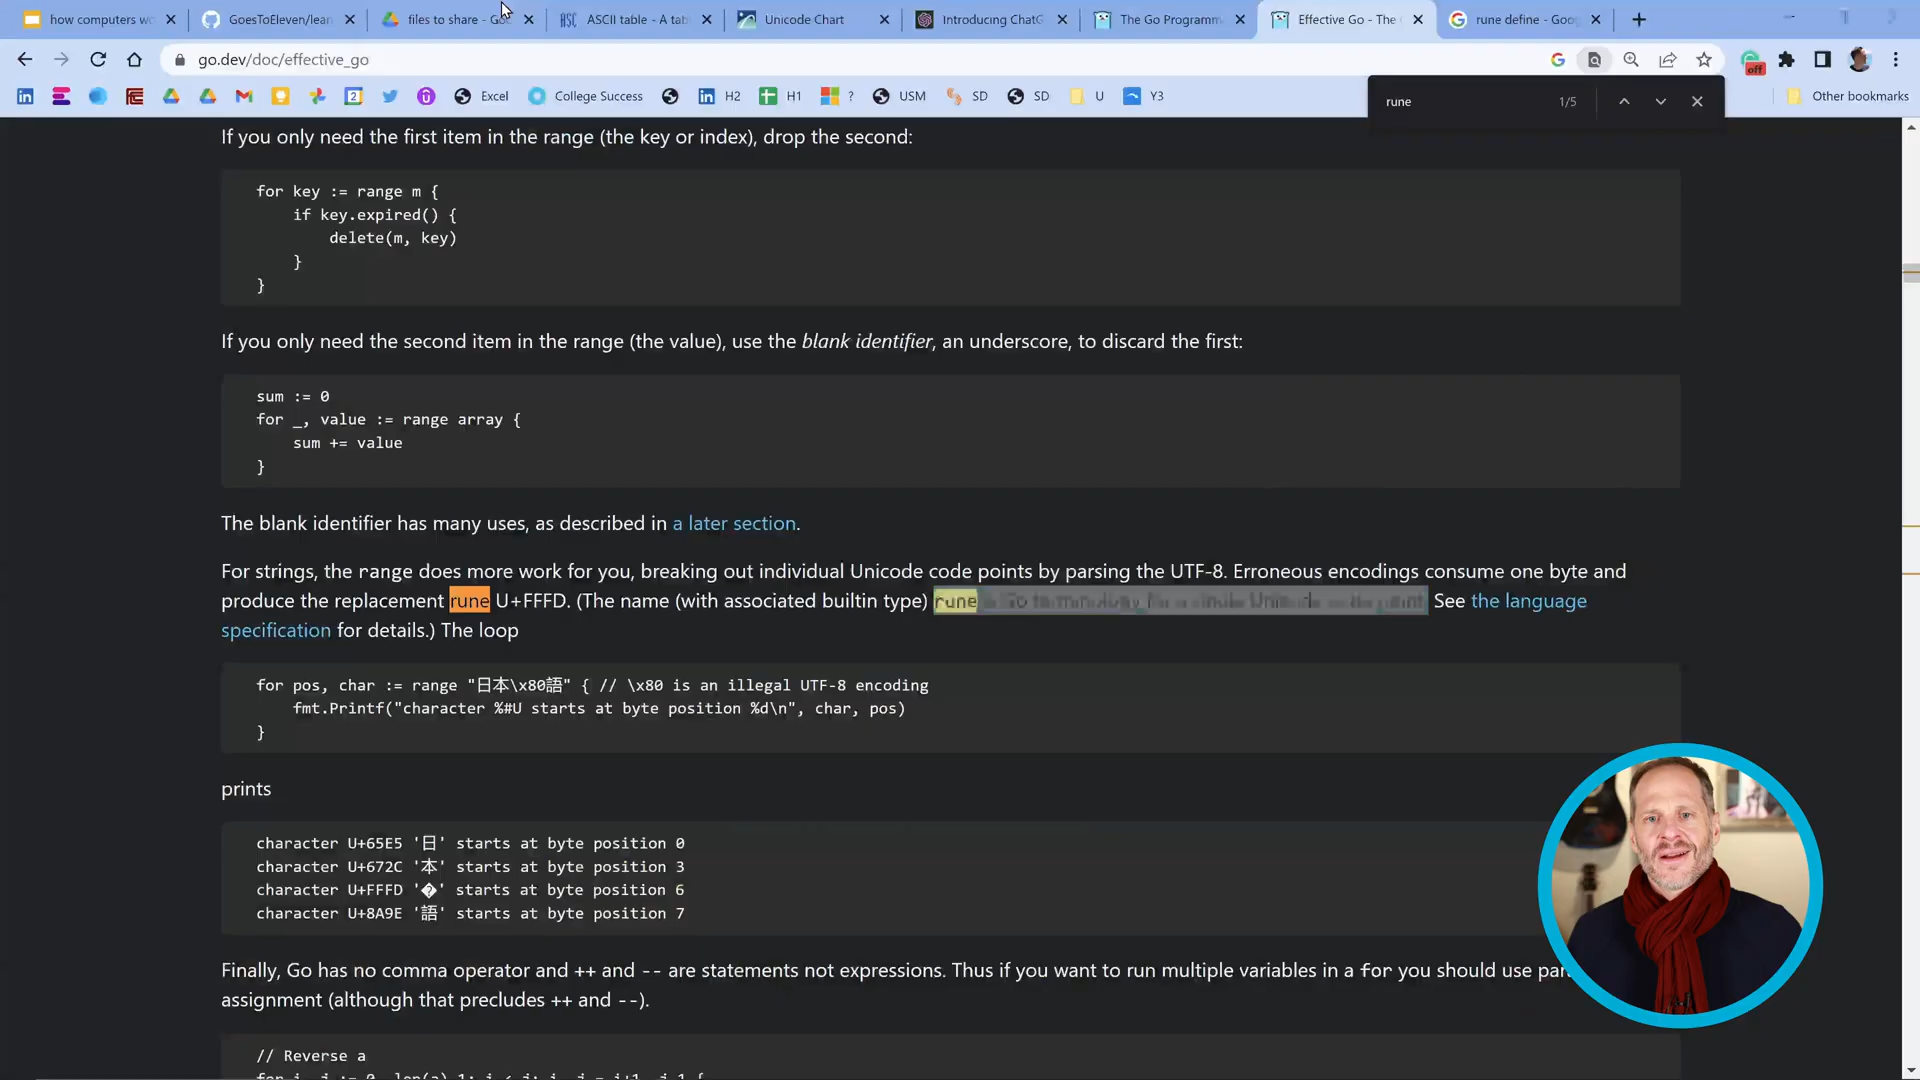 how computers wo
GoesToEleven/lear
files to share - Go
ASCII table - A tab
Unicode Chart
Introducing ChatG
The Go Programm
Effective Go - The G
rune define - Goo
go.dev/doc/effective_go
off
Excel
College Success
H2
H1
?
USM
SD
SD
U
Y3
Other bookmarks
rune
1/5
If you only need the first item in the range (the key or index), drop the second:
for key := range m {
if key.expired() {
delete(m, key)
}
}
If you only need the second item in the range (the value), use the blank identifier, an underscore, to discard the first:
sum := 0
for _, value := range array {
sum += value
}
The blank identifier has many uses, as described in a later section.
For strings, the range does more work for you, breaking out individual Unicode code points by parsing the UTF-8. Erroneous encodings consume one byte and
produce the replacement rune U+FFFD. (The name (with associated builtin type) rune is Go terminology for a single Unicode code point. See the language
specification for details.) The loop
for pos, char := range "日本\x80語" { // \x80 is an illegal UTF-8 encoding
fmt.Printf("character %#U starts at byte position %d\n", char, pos)
}
prints
character U+65E5 '日' starts at byte position 0
character U+672C '本' starts at byte position 3
character U+FFFD '�' starts at byte position 6
character U+8A9E '語' starts at byte position 7
Finally, Go has no comma operator and ++ and -- are statements not expressions. Thus if you want to run multiple variables in a for you should use
assignment (although that precludes ++ and --).
// Reverse a